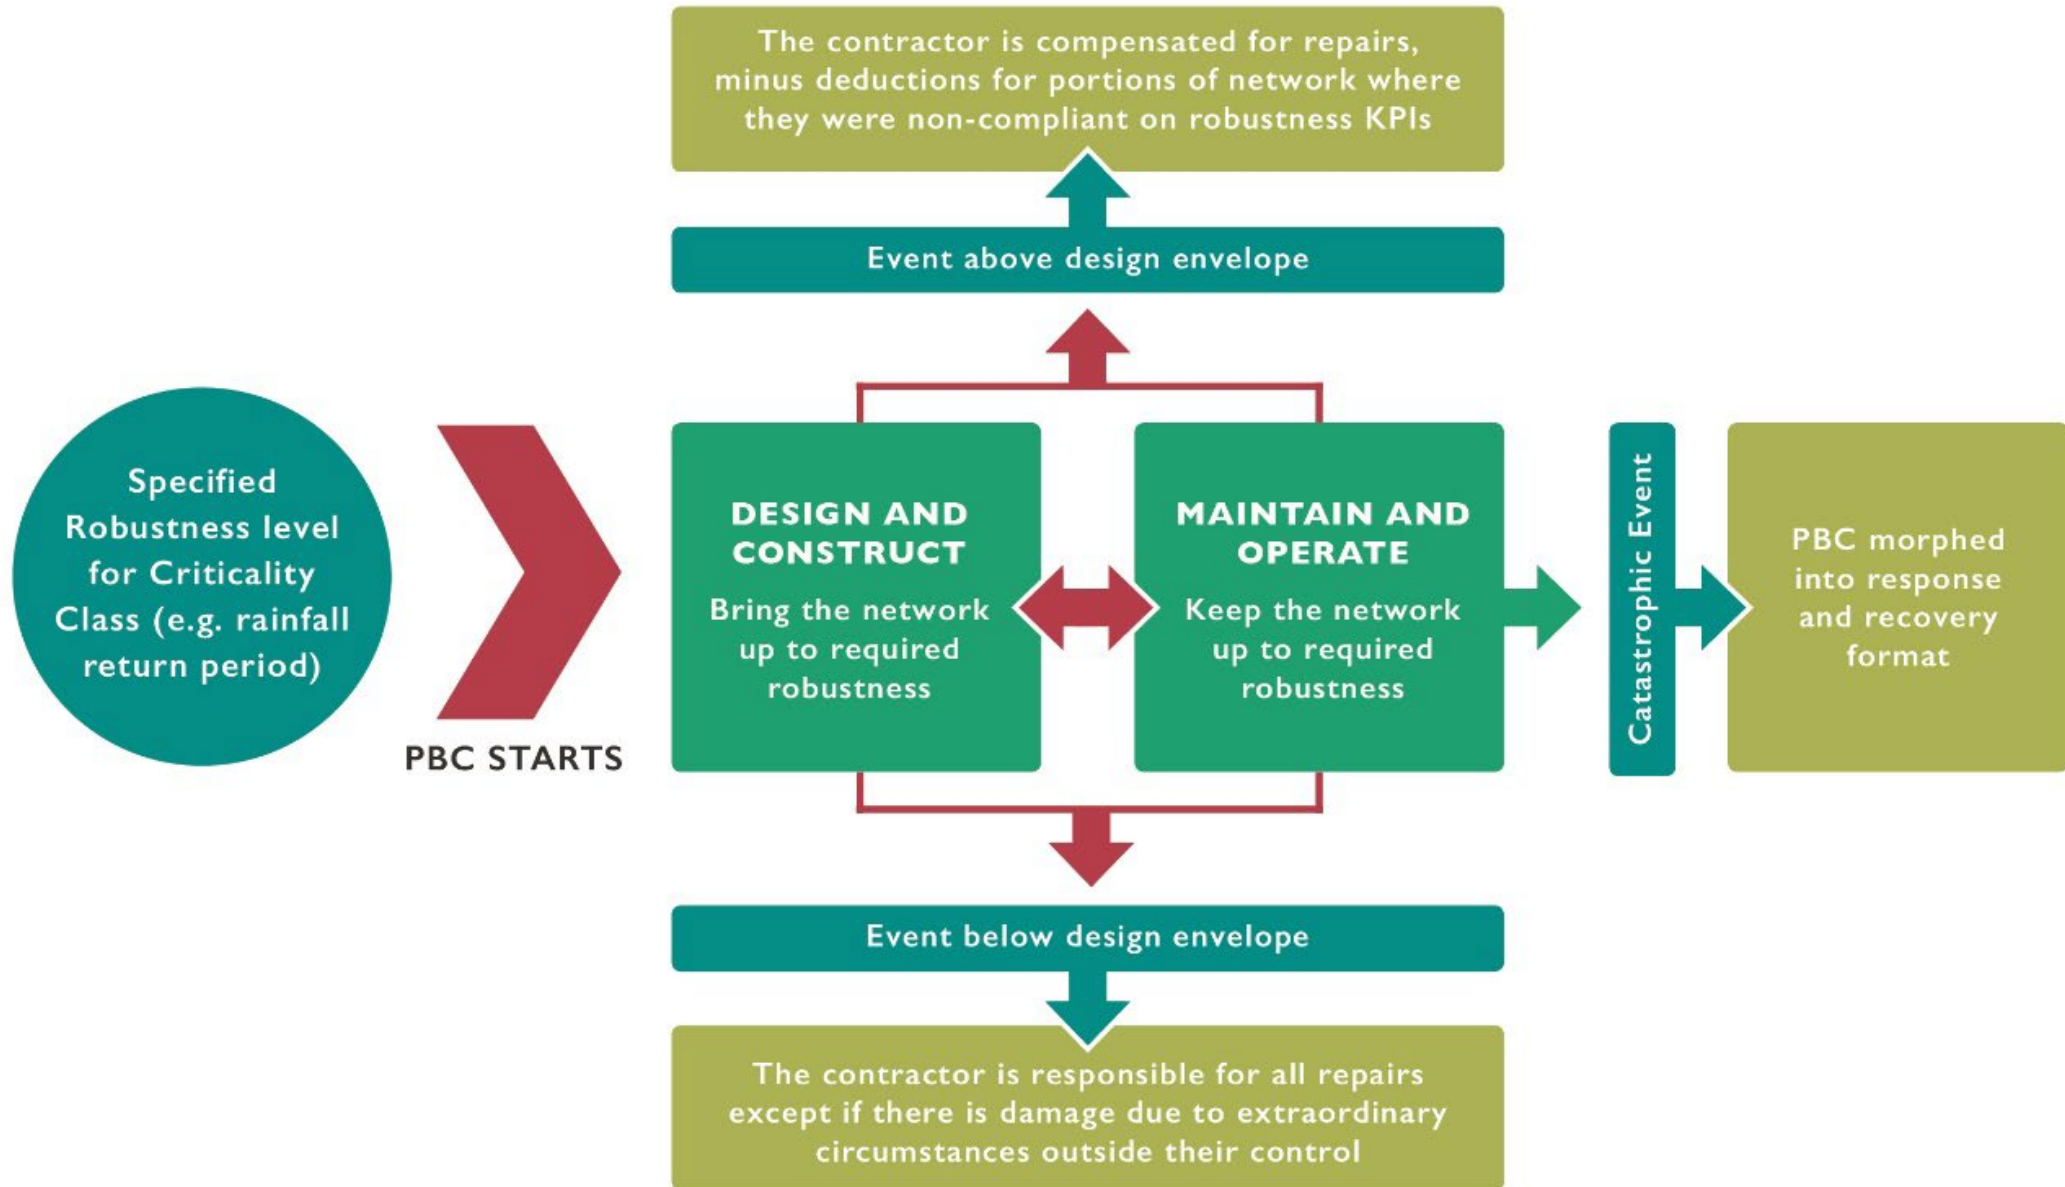 The contractor is compensated for repairs,
minus deductions for portions of network where
they were non-compliant on robustness KPIs
Event above design envelope
Specified
Robustness level
for Criticality
Class (e.g. rainfall
return period)
PBC STARTS
DESIGN AND
CONSTRUCT
Bring the network
up to required
robustness
MAINTAIN AND
OPERATE
Keep the network
up to required
robustness
Catastrophic Event
PBC morphed
into response
and recovery
format
Event below design envelope
The contractor is responsible for all repairs
except if there is damage due to extraordinary
circumstances outside their control